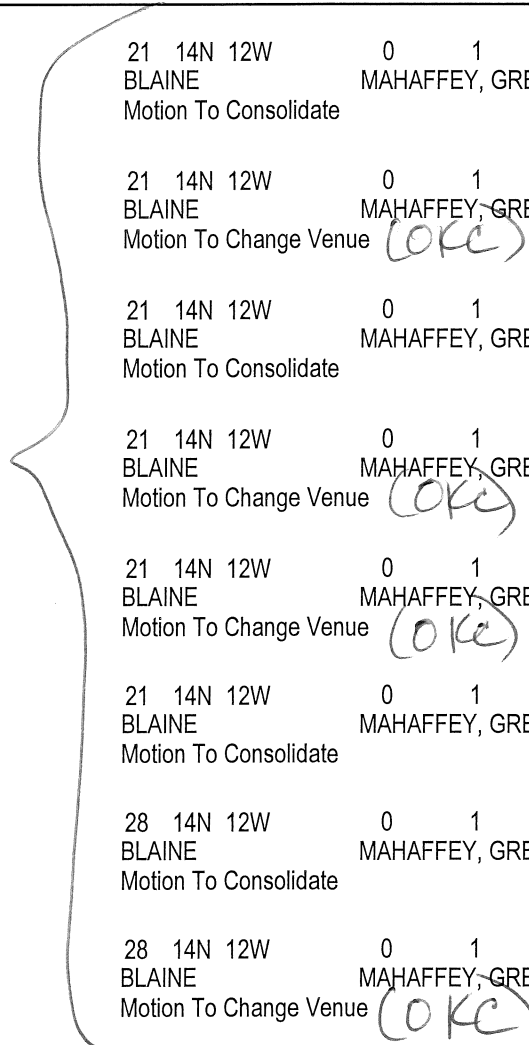 21 14N 12W 0 1
BLAINE MAHAFFEY, GRE
Motion To Consolidate
21 14N 12W 0 1
BLAINE MAHAFFEY, GRE
Motion To Change Venue (OKC)
21 14N 12W 0 1
BLAINE MAHAFFEY, GRE
Motion To Consolidate
21 14N 12W 0 1
BLAINE MAHAFFEY, GRE
Motion To Change Venue (OKC)
21 14N 12W 0 1
BLAINE MAHAFFEY, GRE
Motion To Change Venue (OKC)
21 14N 12W 0 1
BLAINE MAHAFFEY, GRE
Motion To Consolidate
28 14N 12W 0 1
BLAINE MAHAFFEY, GRE
Motion To Consolidate
28 14N 12W 0 1
BLAINE MAHAFFEY, GRE
Motion To Change Venue (OKC)